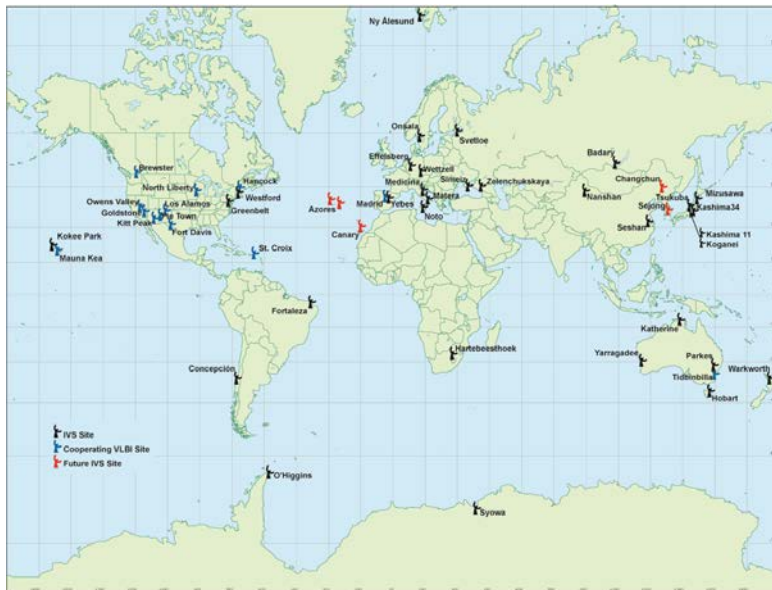 Ny Ålesund
Onsala
Svetloe
Badary
Effelsberg
Wettzell
Simeiz
Zelenchukskaya
Changchun
Brewster
Hancock
North Liberty
Westford
Medicina
Nanshan
Tsukuba
Mizusawa
Owens Valley
Los Alamos
Greenbelt
Azores
Madrid
Yebes
Matera
Sejong
Kashima34
Goldstone
Pie Town
Noto
Kitt Peak
Fort Davis
Canary
Seshan
Kashima 11
Koganei
Kokee Park
Mauna Kea
St. Croix
Fortaleza
Katherine
Hartebeesthoek
Yarragadee
Parkes
Warkworth
Concepción
Tidbinbilla
Hobart
IVS Site
Cooperating VLBI Site
Future IVS Site
O'Higgins
Syowa